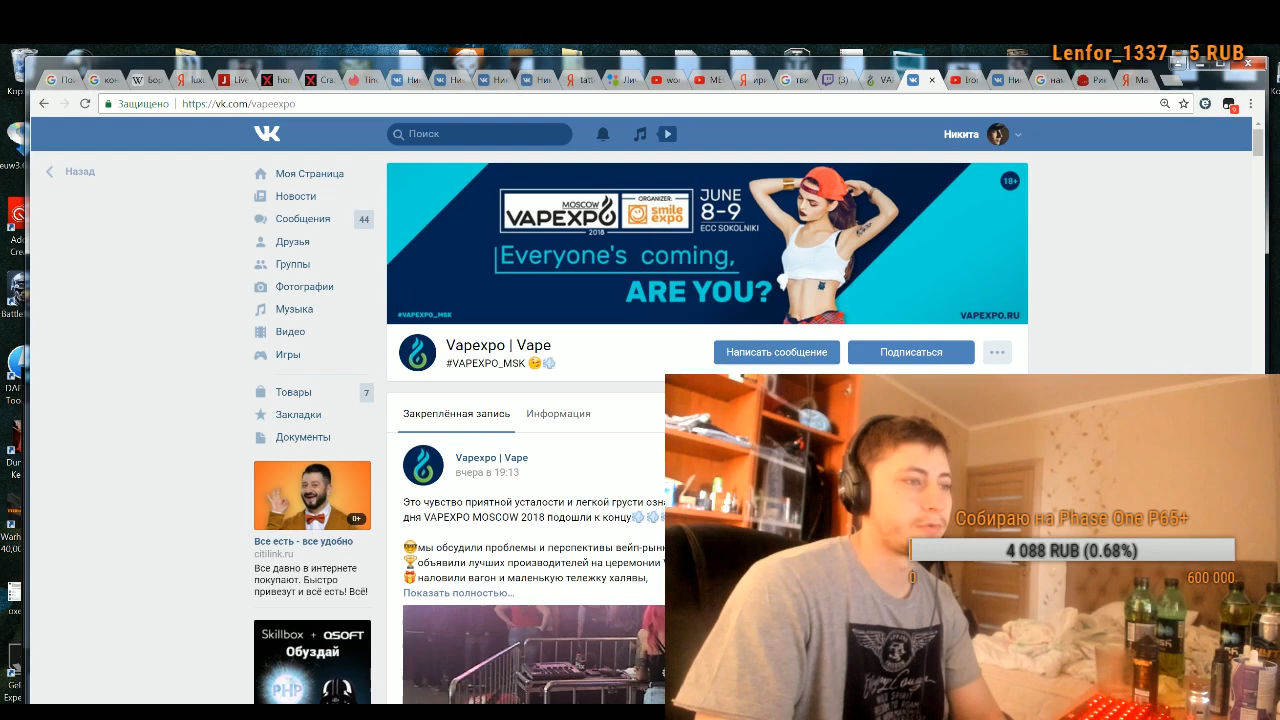 Lenfor_1337 - 5 RUB
Защищено
https://vk.com/vapeexpo
Поиск
Никита
Назад
Моя Страница
Новости
Сообщения 44
Друзья
Группы
Фотографии
Музыка
Видео
Игры
Товары 7
Закладки
Документы
MOSCOW
VAPEXPO
2018
ORGANIZER:
smile
expo
JUNE
8-9
ECC SOKOLNIKI
18+
Everyone's coming,
ARE YOU?
#VAPEXPO_MSK
VAPEXPO.RU
Vapexpo | Vape
#VAPEXPO_MSK
Написать сообщение
Подписаться
Закреплённая запись
Информация
Vapexpo | Vape
вчера в 19:13
Это чувство приятной усталости и легкой грусти озна
дня VAPEXPO MOSCOW 2018 подошли к концу
мы обсудили проблемы и перспективы вейп-рын
объявили лучших производителей на церемонии
наловили вагон и маленькую тележку халявы,
Показать полностью...
0+
Все есть - все удобно
citilink.ru
Все давно в интернете
покупают. Быстро
привезут и всё есть! Всё!
Skillbox + QSOFT
Обуздай
PHP
Собираю на Phase One P65+
4 088 RUB (0.68%)
0
600 000